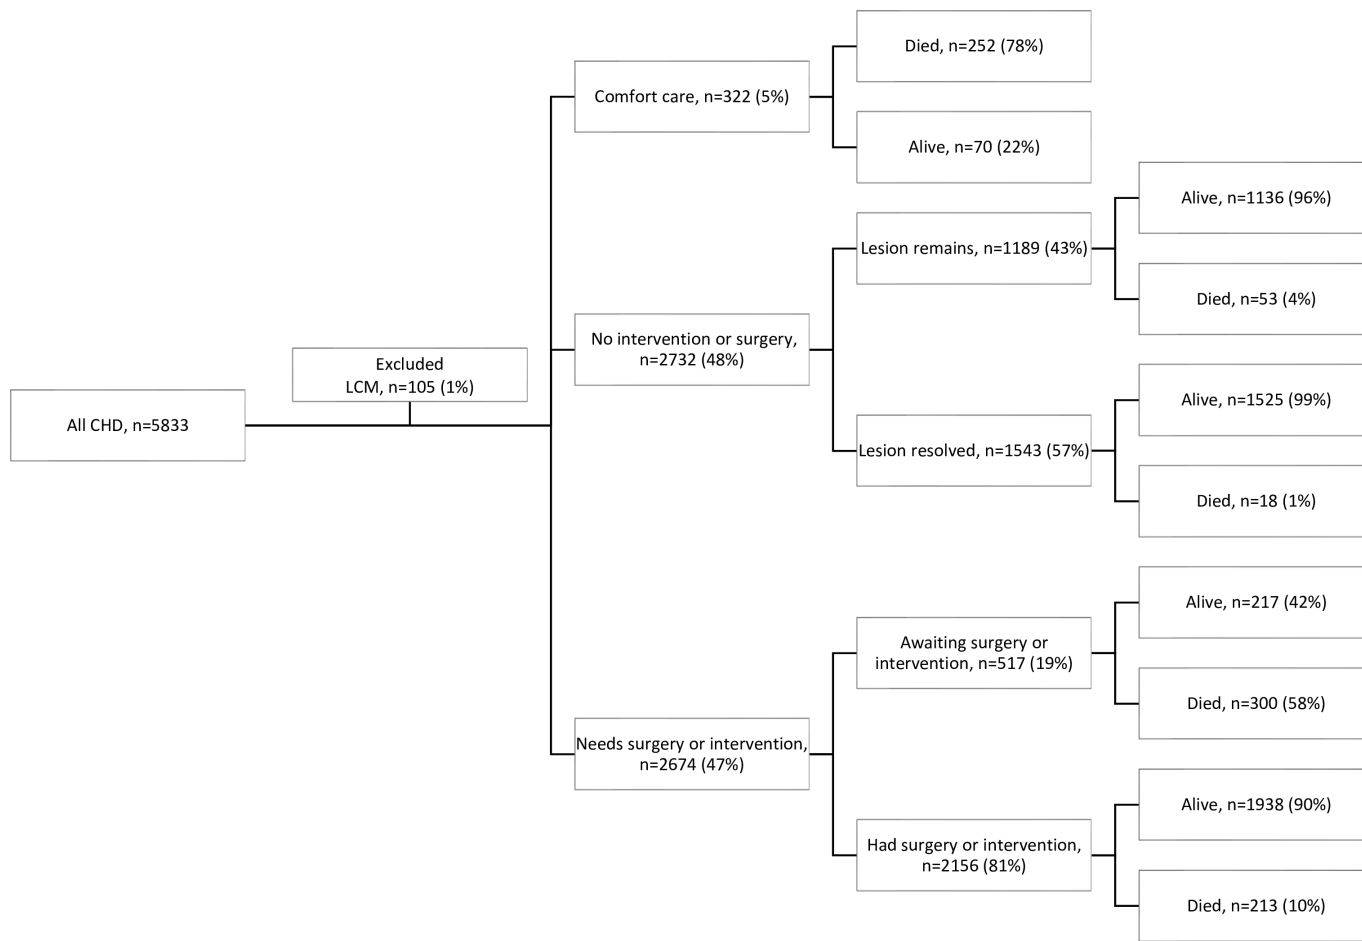 All CHD, n=5833
Excluded
LCM, n=105 (1%)
Comfort care, n=322 (5%)
Died, n=252 (78%)
Alive, n=70 (22%)
No intervention or surgery,
n=2732 (48%)
Lesion remains, n=1189 (43%)
Alive, n=1136 (96%)
Died, n=53 (4%)
Lesion resolved, n=1543 (57%)
Alive, n=1525 (99%)
Died, n=18 (1%)
Needs surgery or intervention,
n=2674 (47%)
Awaiting surgery or
intervention, n=517 (19%)
Alive, n=217 (42%)
Died, n=300 (58%)
Had surgery or intervention,
n=2156 (81%)
Alive, n=1938 (90%)
Died, n=213 (10%)